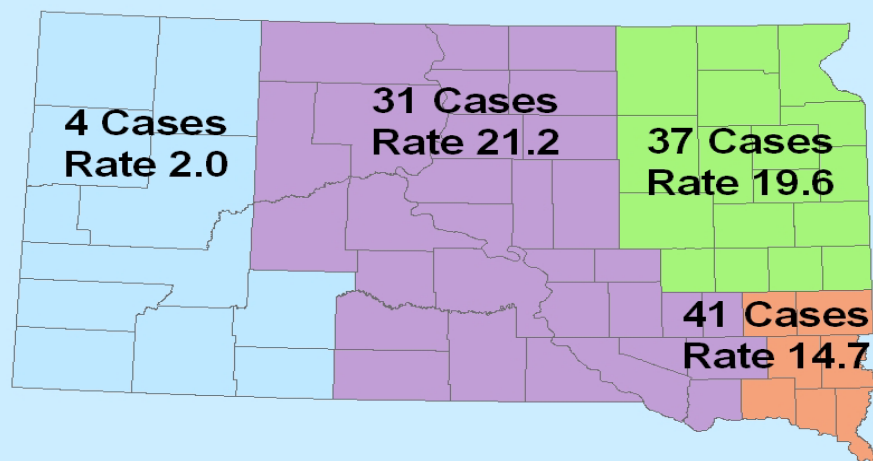 4 Cases
Rate 2.0
31 Cases
Rate 21.2
37 Cases
Rate 19.6
41 Cases
Rate 14.7